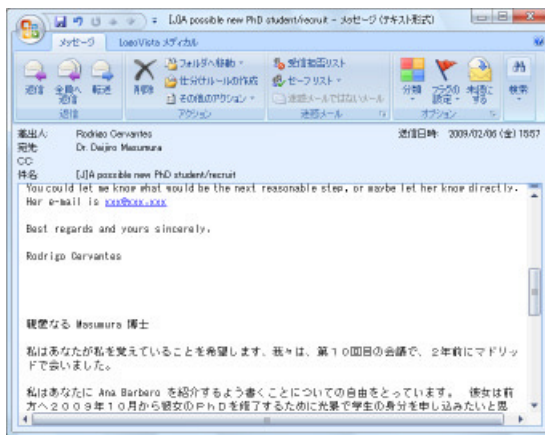 [J]A possible new PhD student/recruit - メッセージ (テキスト形式)
メッセージ LogoVista メディカル
返信 全員へ返信 転送 削除 フォルダへ移動 仕分けルールの作成 その他のアクション 受信拒否リスト セーフ リスト 迷惑メールではないメール 分類 フラグの設定 未読にする 検索
返信 アクション 迷惑メール オプション
差出人: Rodrigo Cervantes 送信日時: 2009/02/06 (金) 15:57
宛先: Dr. Daijiro Masumura
CC:
件名: [J]A possible new PhD student/recruit
You could let me know what would be the next reasonable step, or maybe let her know directly.
Her e-mail is xxx@xxx.xxx
Best regards and yours sincerely,
Rodrigo Cervantes
親愛なる Masumura 博士
私はあなたが私を覚えていることを希望します、我々は、第10回目の会議で、2年前にマドリッ
ドで会いました。
私はあなたに Ana Barbero を紹介するよう書くことについての自由をとっています。 彼女は前
方へ2009年10月から彼女のPhDを修了するために光栄で学生の身分を申し込みたいと思